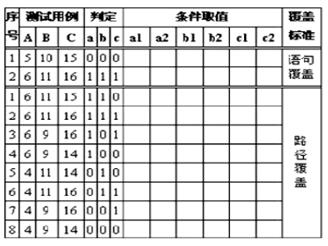 序号 测试用例 判定 条件取值 覆盖标准
A B C a b c a1 a2 b1 b2 c1 c2
1 5 10 15 0 0 0 语句覆盖
2 6 11 16 1 1 1
1 6 11 15 1 1 0 路径覆盖
2 6 11 16 1 1 1
3 6 9 16 1 0 1
4 6 9 14 1 0 0
5 4 11 14 0 1 0
6 4 11 16 0 1 1
7 4 9 16 0 0 1
8 4 9 14 0 0 0